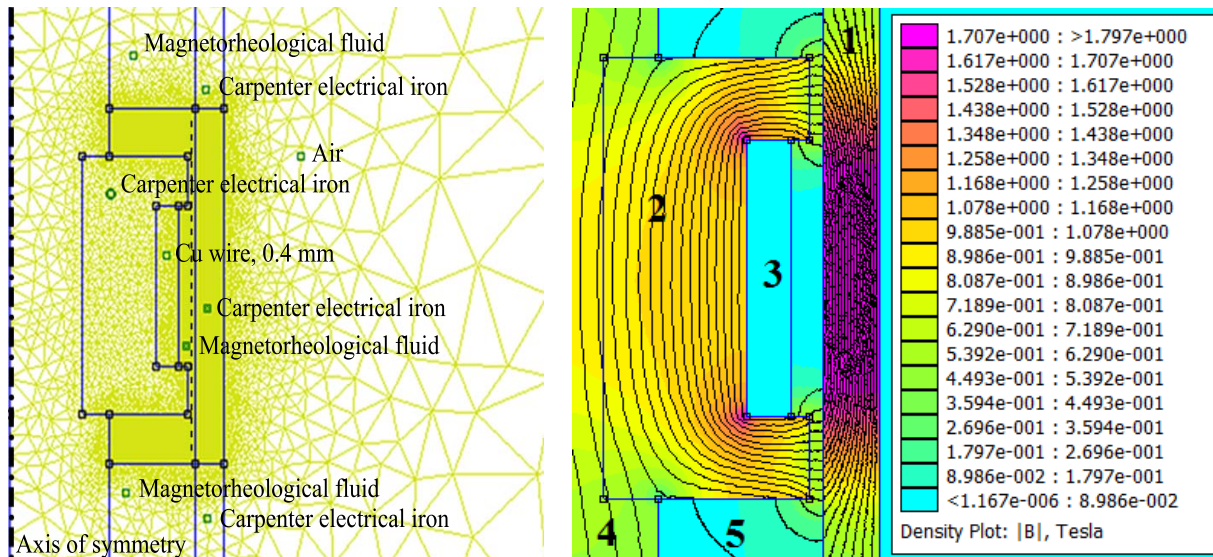 Magnetorheological fluid
Carpenter electrical iron
Air
Carpenter electrical iron
Cu wire, 0.4 mm
Carpenter electrical iron
Magnetorheological fluid
Magnetorheological fluid
Carpenter electrical iron
Axis of symmetry
1
2
3
4
5
1.707e+000 : >1.797e+000
1.617e+000 : 1.707e+000
1.528e+000 : 1.617e+000
1.438e+000 : 1.528e+000
1.348e+000 : 1.438e+000
1.258e+000 : 1.348e+000
1.168e+000 : 1.258e+000
1.078e+000 : 1.168e+000
9.885e-001 : 1.078e+000
8.986e-001 : 9.885e-001
8.087e-001 : 8.986e-001
7.189e-001 : 8.087e-001
6.290e-001 : 7.189e-001
5.392e-001 : 6.290e-001
4.493e-001 : 5.392e-001
3.594e-001 : 4.493e-001
2.696e-001 : 3.594e-001
1.797e-001 : 2.696e-001
8.986e-002 : 1.797e-001
<1.167e-006 : 8.986e-002
Density Plot: |B|, Tesla